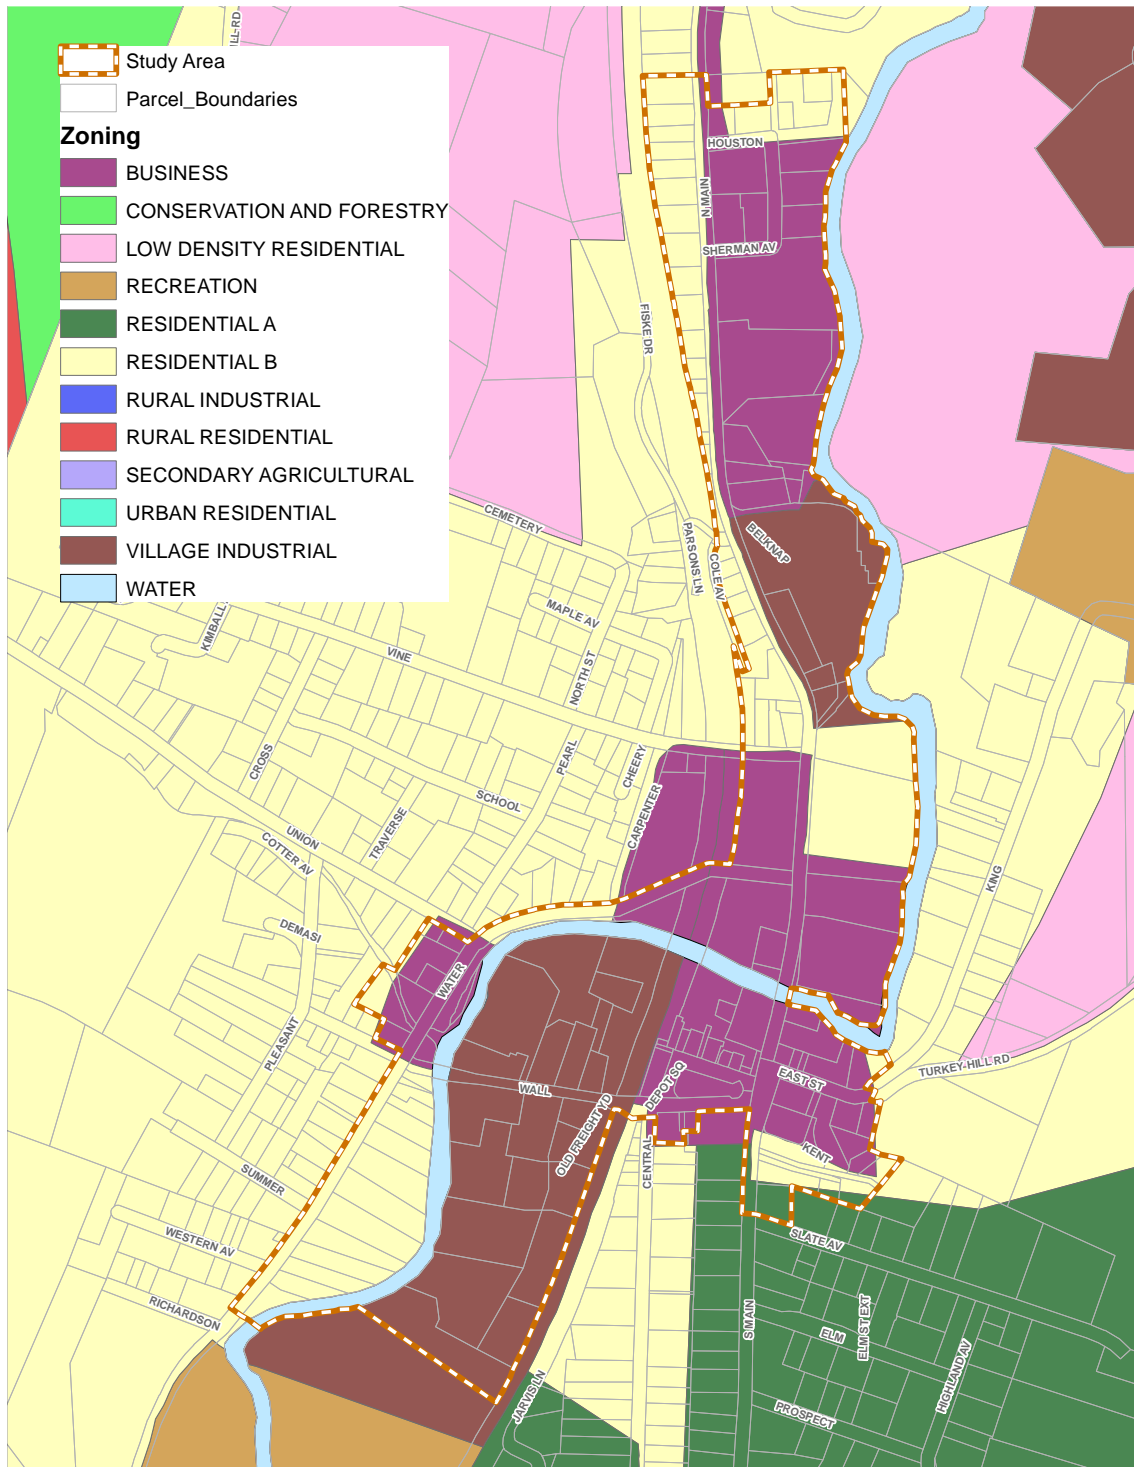 ILL-RD
Study Area
Parcel_Boundaries
Zoning
BUSINESS
CONSERVATION AND FORESTRY
LOW DENSITY RESIDENTIAL
RECREATION
RESIDENTIAL A
RESIDENTIAL B
RURAL INDUSTRIAL
RURAL RESIDENTIAL
SECONDARY AGRICULTURAL
URBAN RESIDENTIAL
VILLAGE INDUSTRIAL
WATER
HOUSTON
N MAIN
SHERMAN AV
FISKE DR
CEMETERY
PARSONS LN
BELKNAP
COLE AV
MAPLE AV
KIMBALL
VINE
NORTH ST
CROSS
PEARL
CHEERY
SCHOOL
CARPENTER
TRAVERSE
UNION
COTTER AV
KING
DEMASI
WATER
PLEASANT
TURKEY HILL RD
EAST ST
WALL
DEPOT SQ
OLD FREIGHT YD
KENT
CENTRAL
SUMMER
WESTERN AV
SLATE AV
RICHARDSON
S MAIN
ELM
ELM ST EXT
HIGHLAND AV
JARVIS LN
PROSPECT